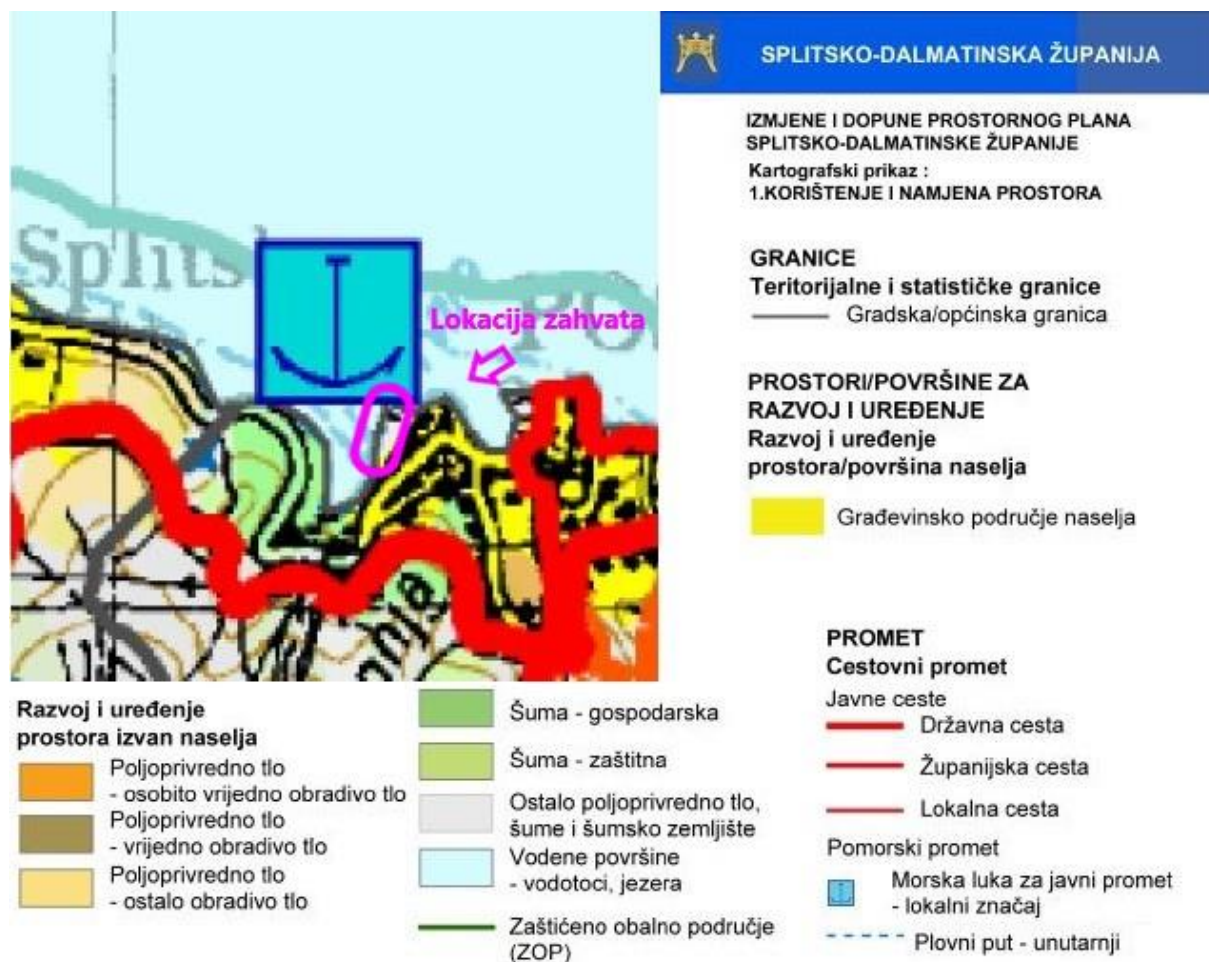 SPLITSKO-DALMATINSKA ŽUPANIJA
IZMJENE I DOPUNE PROSTORNOG PLANA
SPLITSKO-DALMATINSKE ŽUPANIJE
Kartografski prikaz :
1.KORIŠTENJE I NAMJENA PROSTORA
GRANICE
Teritorijalne i statističke granice
Gradska/općinska granica
PROSTORI/POVRŠINE ZA
RAZVOJ I UREĐENJE
Razvoj i uređenje
prostora/površina naselja
Građevinsko područje naselja
Splitsk
Lokacija zahvata
Razvoj i uređenje
prostora izvan naselja
Poljoprivredno tlo
- osobito vrijedno obradivo tlo
Poljoprivredno tlo
- vrijedno obradivo tlo
Poljoprivredno tlo
- ostalo obradivo tlo
Šuma - gospodarska
Šuma - zaštitna
Ostalo poljoprivredno tlo,
šume i šumsko zemljište
Vodene površine
- vodotoci, jezera
Zaštićeno obalno područje
(ZOP)
PROMET
Cestovni promet
Javne ceste
Državna cesta
Županijska cesta
Lokalna cesta
Pomorski promet
Morska luka za javni promet
- lokalni značaj
Plovni put - unutarnji